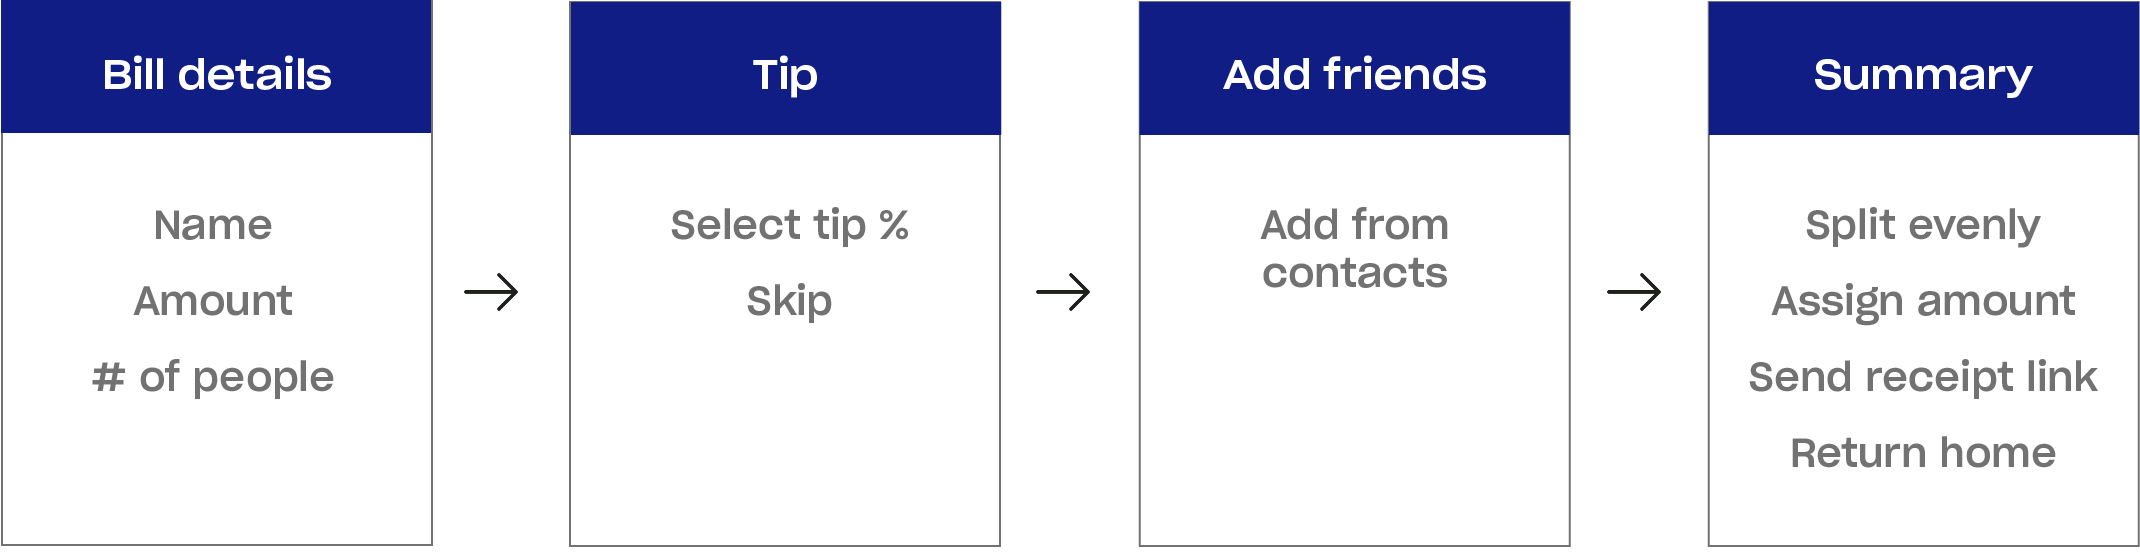 Bill details
Name
Amount
# of people
Tip
Select tip %
Skip
Add friends
Add from
contacts
Summary
Split evenly
Assign amount
Send receipt link
Return home